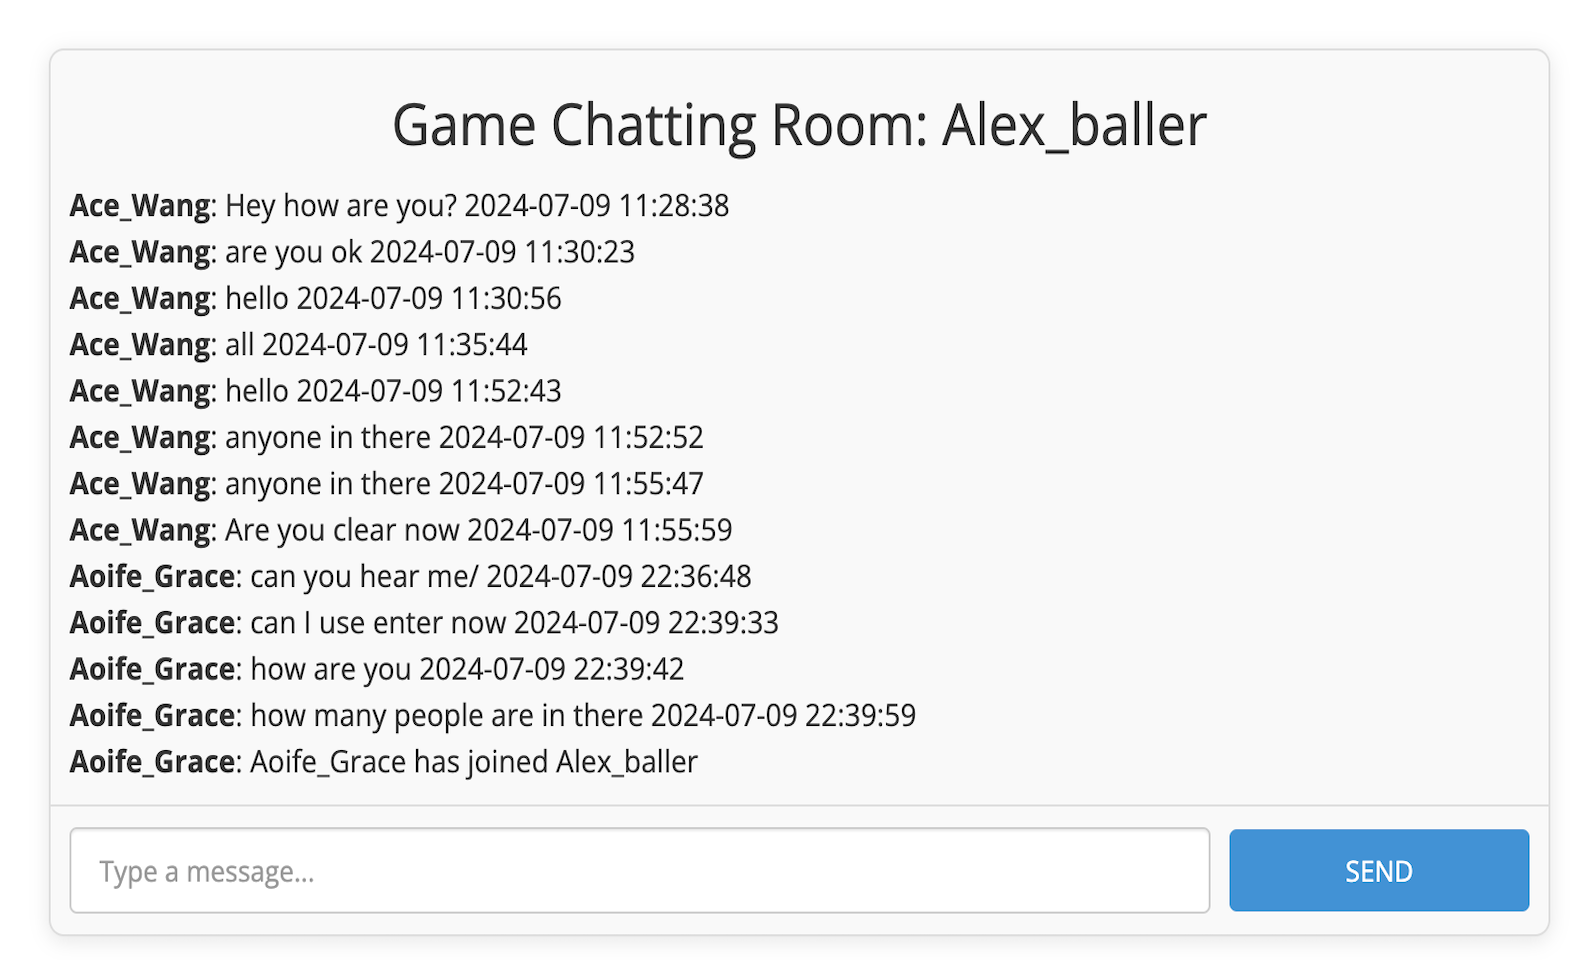 Game Chatting Room: Alex_baller
Ace_Wang: Hey how are you? 2024-07-09 11:28:38
Ace_Wang: are you ok 2024-07-09 11:30:23
Ace_Wang: hello 2024-07-09 11:30:56
Ace_Wang: all 2024-07-09 11:35:44
Ace_Wang: hello 2024-07-09 11:52:43
Ace_Wang: anyone in there 2024-07-09 11:52:52
Ace_Wang: anyone in there 2024-07-09 11:55:47
Ace_Wang: Are you clear now 2024-07-09 11:55:59
Aoife_Grace: can you hear me/ 2024-07-09 22:36:48
Aoife_Grace: can I use enter now 2024-07-09 22:39:33
Aoife_Grace: how are you 2024-07-09 22:39:42
Aoife_Grace: how many people are in there 2024-07-09 22:39:59
Aoife_Grace: Aoife_Grace has joined Alex_baller
Type a message...
SEND